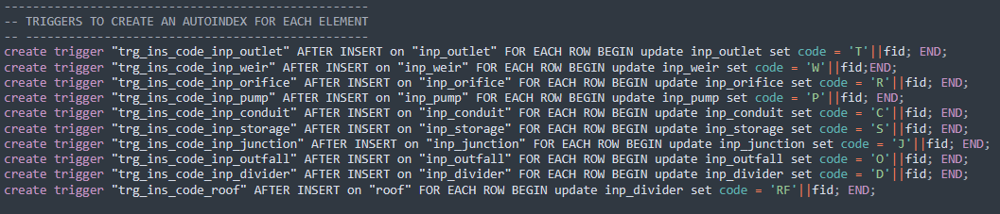 -------------------------------------------------
-- TRIGGERS TO CREATE AN AUTOINDEX FOR EACH ELEMENT
-- ----------------------------------------------
create trigger "trg_ins_code_inp_outlet" AFTER INSERT on "inp_outlet" FOR EACH ROW BEGIN update inp_outlet set code = 'T'||fid; END;
create trigger "trg_ins_code_inp_weir" AFTER INSERT on "inp_weir" FOR EACH ROW BEGIN update inp_weir set code = 'W'||fid;END;
create trigger "trg_ins_code_inp_orifice" AFTER INSERT on "inp_orifice" FOR EACH ROW BEGIN update inp_orifice set code = 'R'||fid; END;
create trigger "trg_ins_code_inp_pump" AFTER INSERT on "inp_pump" FOR EACH ROW BEGIN update inp_pump set code = 'P'||fid; END;
create trigger "trg_ins_code_inp_conduit" AFTER INSERT on "inp_conduit" FOR EACH ROW BEGIN update inp_conduit set code = 'C'||fid; END;
create trigger "trg_ins_code_inp_storage" AFTER INSERT on "inp_storage" FOR EACH ROW BEGIN update inp_storage set code = 'S'||fid; END;
create trigger "trg_ins_code_inp_junction" AFTER INSERT on "inp_junction" FOR EACH ROW BEGIN update inp_junction set code = 'J'||fid; END;
create trigger "trg_ins_code_inp_outfall" AFTER INSERT on "inp_outfall" FOR EACH ROW BEGIN update inp_outfall set code = 'O'||fid; END;
create trigger "trg_ins_code_inp_divider" AFTER INSERT on "inp_divider" FOR EACH ROW BEGIN update inp_divider set code = 'D'||fid; END;
create trigger "trg_ins_code_roof" AFTER INSERT on "roof" FOR EACH ROW BEGIN update inp_divider set code = 'RF'||fid; END;